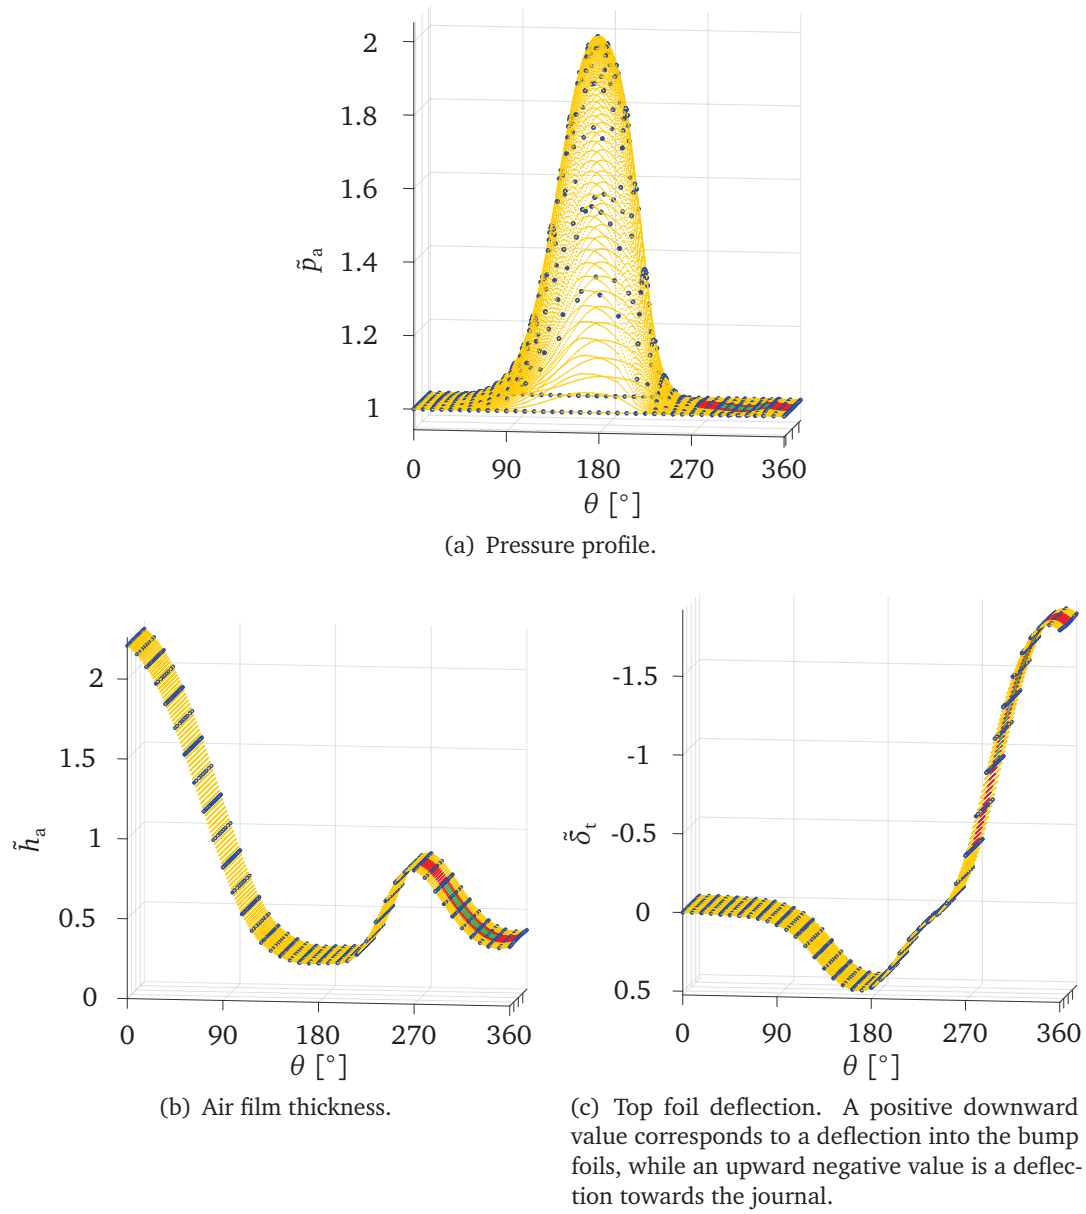 2
1.8
1.6
1.4
1.2
1
p̃ₐ
0 90 180 270 360
θ [°]
(a) Pressure profile.
2
1.5
1
0.5
0
h̃ₐ
0 90 180 270 360
θ [°]
(b) Air film thickness.
-1.5
-1
-0.5
0
0.5
δ̃ₜ
0 90 180 270 360
θ [°]
(c) Top foil deflection. A positive downward
value corresponds to a deflection into the bump
foils, while an upward negative value is a deflec-
tion towards the journal.